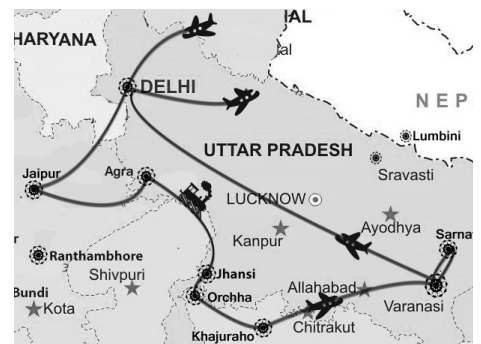 IAL
HARYANA
tal
DELHI
NEP
Lumbini
UTTAR PRADESH
Jaipur
Agra
Sravasti
LUCKNOW
Ayodhya
Kanpur
Sarna
r
Ranthambhore
Jhansi
Shivpuri
Allahabad
Bundi
Orchha
Varanasi
Kota
Chitrakut
Khajuraho